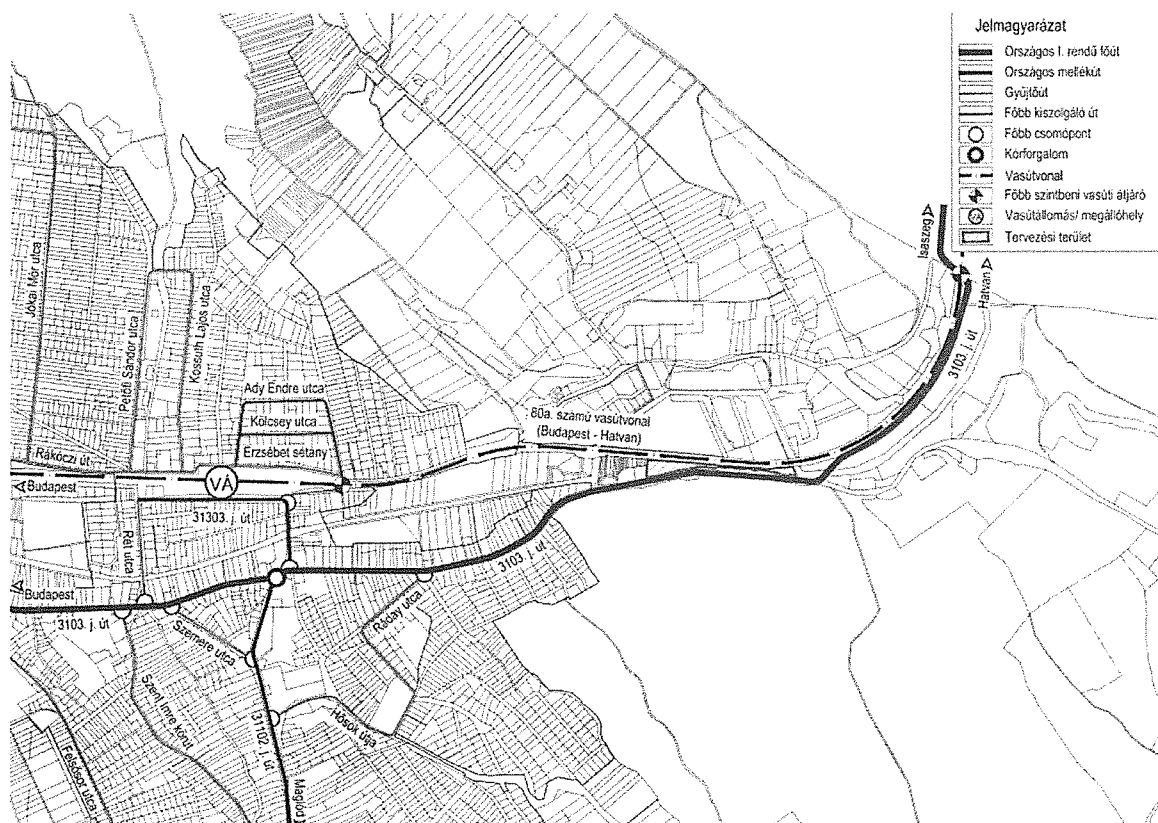 Jelmagyarázat
Országos I. rendű főút
Országos mellékút
Gyűjtőút
Főbb kiszolgáló út
Főbb csomópont
Körforgalom
Vasútvonal
Főbb szintbeni vasúti átjáró
VÁ Vasútállomás/ megállóhely
Tervezési terület
Isaszeg
Hatvan
3103. j. út
Jókai Mór utca
Petőfi Sándor utca
Kossuth Lajos utca
Ady Endre utca
Kölcsey utca
Erzsébet sétány
80a. számú vasútvonal
(Budapest - Hatvan)
Rákóczi út
Budapest
VÁ
31303. j. út
Rét utca
3103. j. út
Budapest
3103. j. út
Szemere utca
Ráday utca
Szent Imre körút
31102. j. út
Hősök útja
Felsősor utca
Maglód